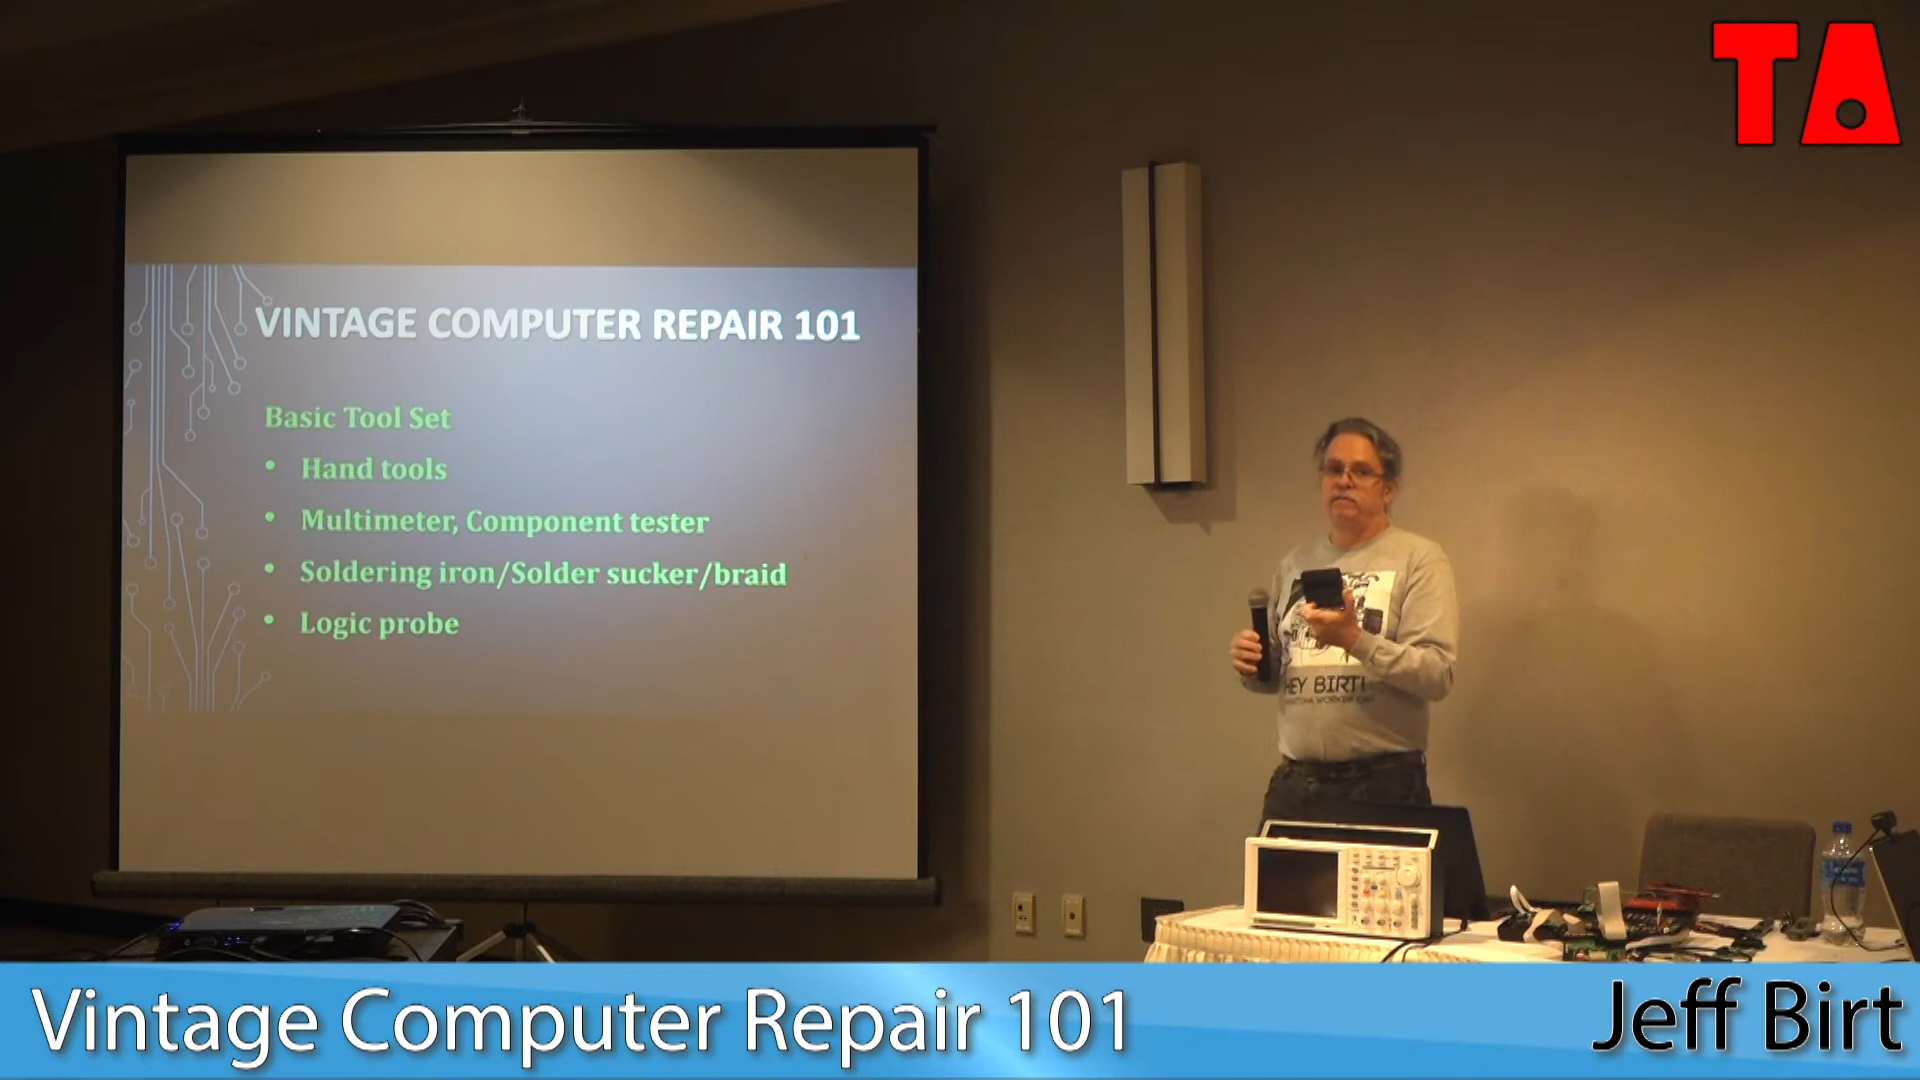 TA
VINTAGE COMPUTER REPAIR 101
Basic Tool Set
• Hand tools
• Multimeter, Component tester
• Soldering iron/Solder sucker/braid
• Logic probe
HEY BIRT!
Vintage Computer Repair 101
Jeff Birt